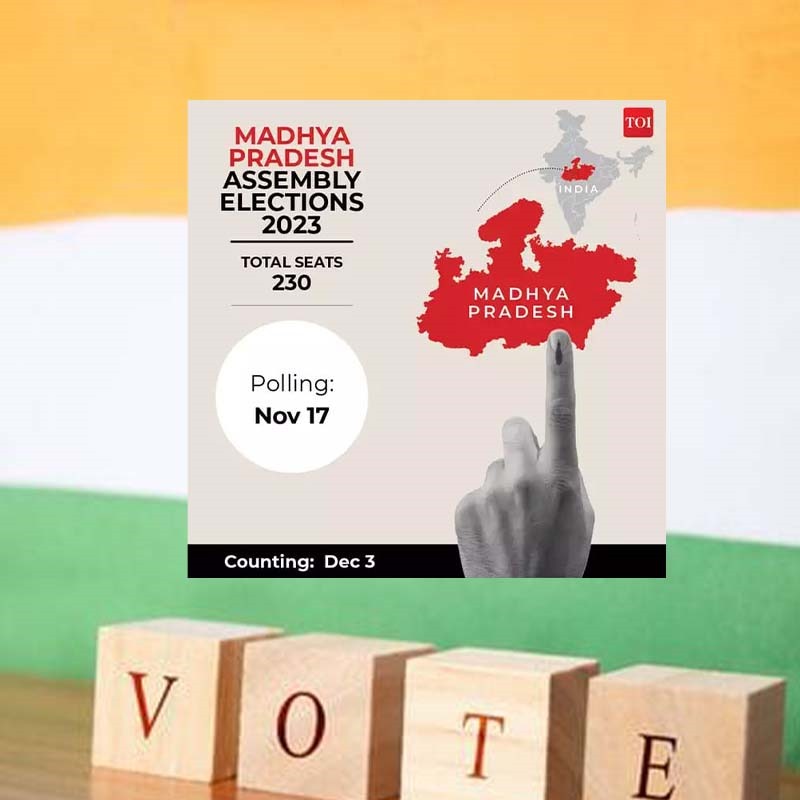 MADHYA
PRADESH
ASSEMBLY
ELECTIONS
2023
TOTAL SEATS
230
Polling:
Nov 17
Counting: Dec 3
TOI
INDIA
MADHYA
PRADESH
VOTE